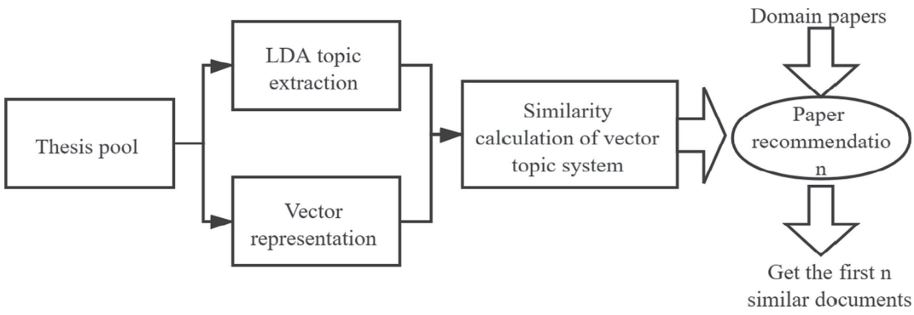 Thesis pool
LDA topic
extraction
Vector
representation
Similarity
calculation of vector
topic system
Domain papers
Paper
recommendatio
n
Get the first n
similar documents